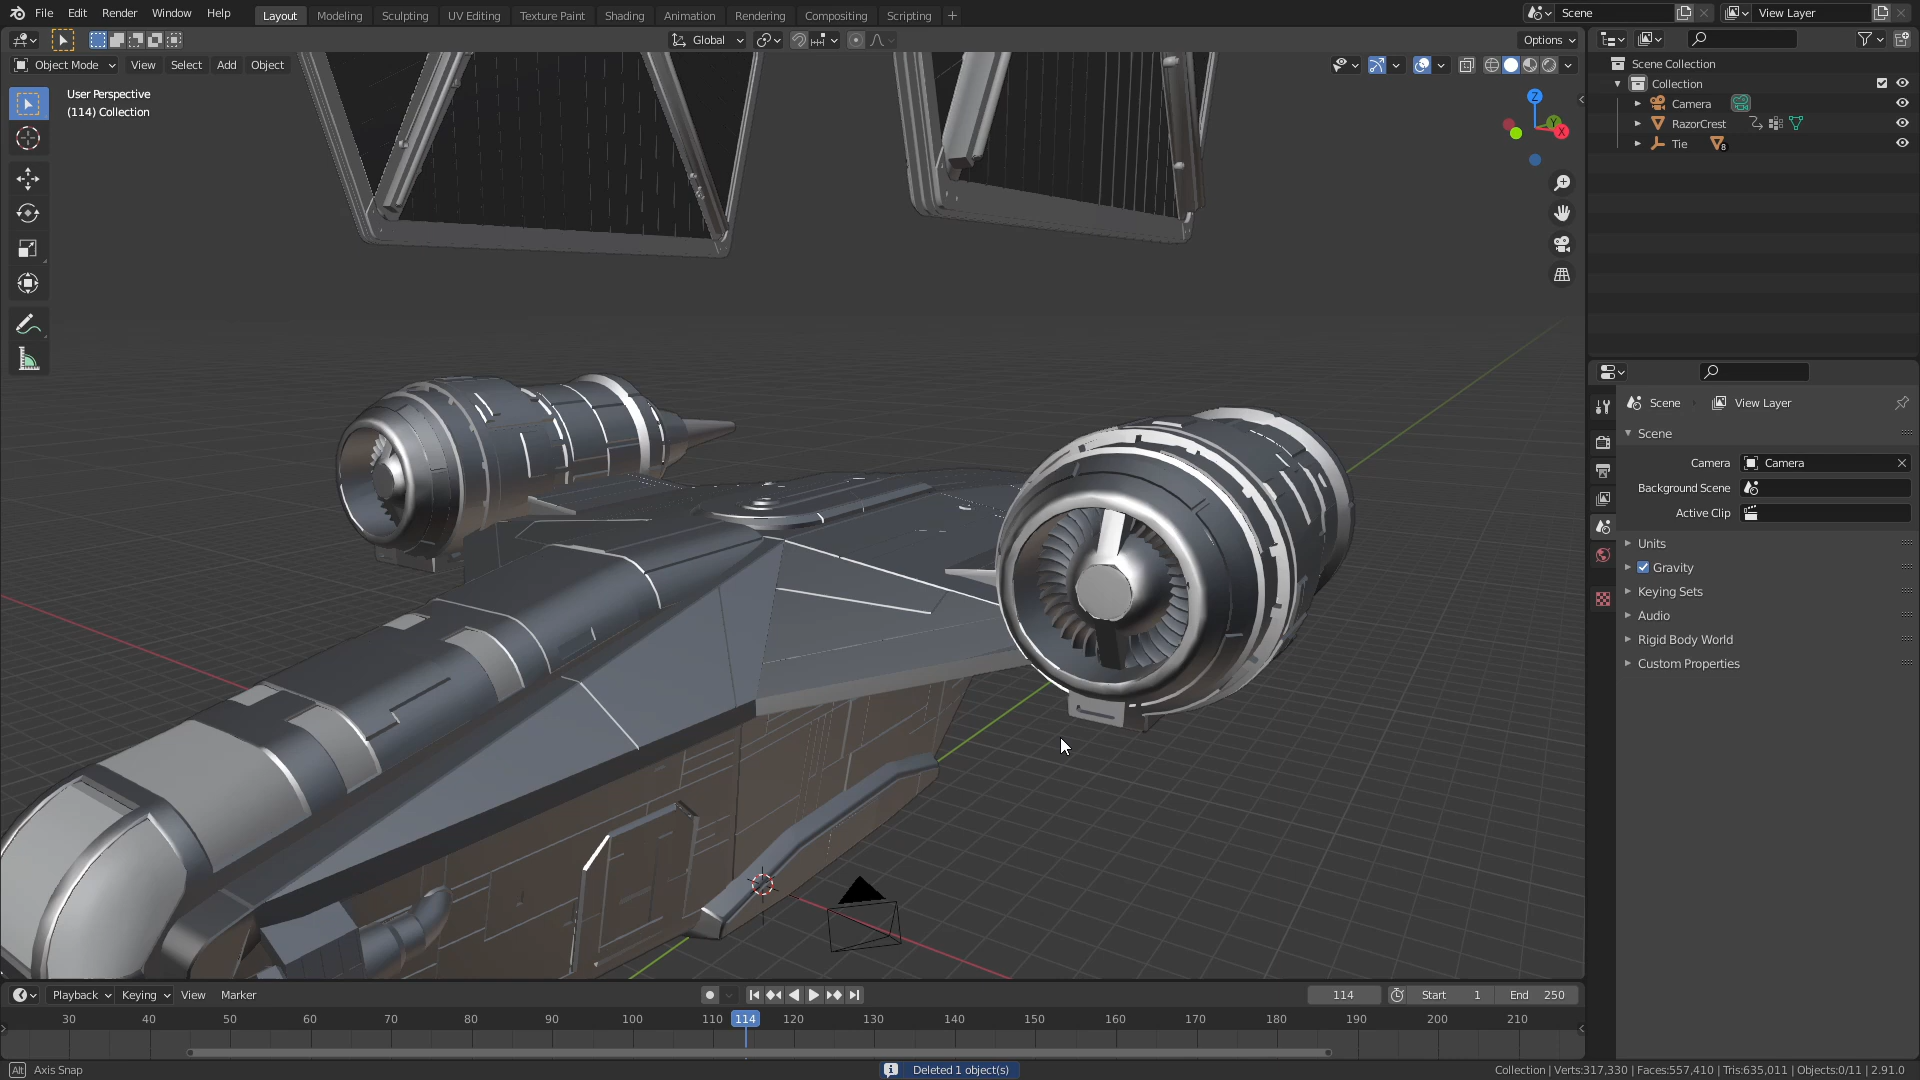 File Edit Render Window Help Layout Modeling Sculpting UV Editing Texture Paint Shading Animation Rendering Compositing Scripting + Scene View Layer
Global Options
Object Mode View Select Add Object
User Perspective
(114) Collection
Z
Y
X
Scene Collection
Collection
Camera
RazorCrest
Tie 8
Scene View Layer
Scene
Camera Camera
Background Scene
Active Clip
Units
Gravity
Keying Sets
Audio
Rigid Body World
Custom Properties
Playback Keying View Marker 114 Start 1 End 250
30 40 50 60 70 80 90 100 110 114 120 130 140 150 160 170 180 190 200 210
Alt Axis Snap Deleted 1 object(s) Collection | Verts:317,330 | Faces:557,410 | Tris:635,011 | Objects:0/11 | 2.91.0